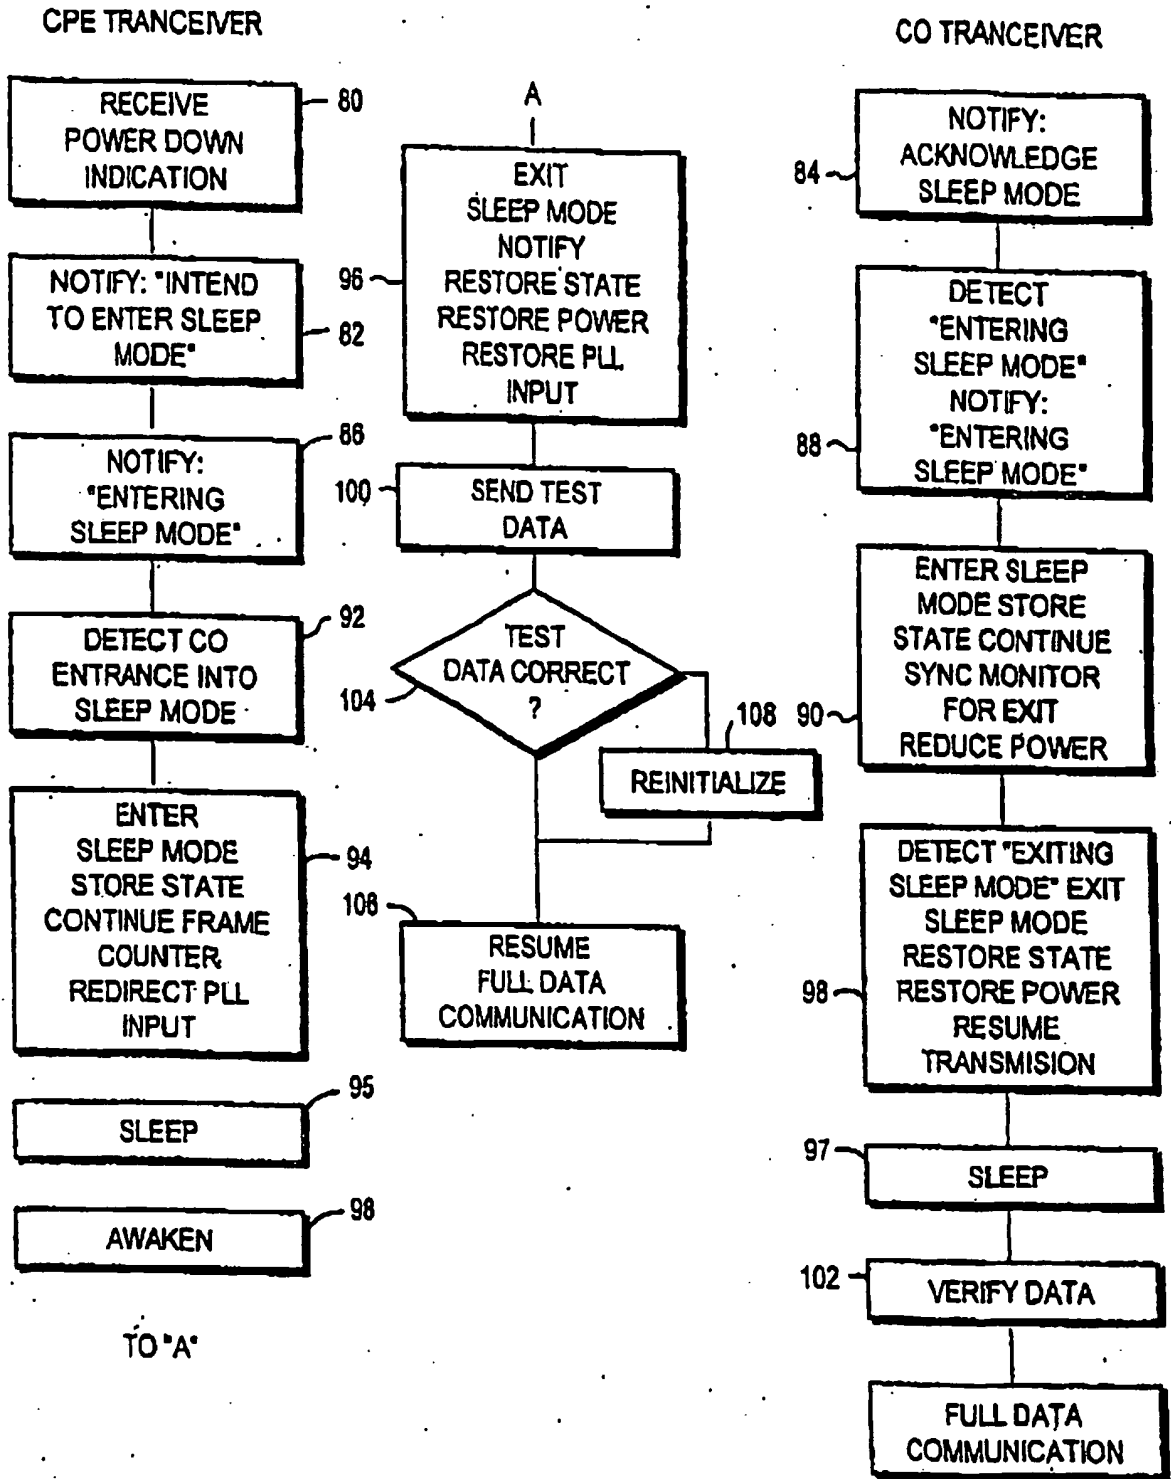 CPE TRANCEIVER
RECEIVE
POWER DOWN
INDICATION
80
NOTIFY: "INTEND
TO ENTER SLEEP
MODE"
82
86
NOTIFY:
"ENTERING
SLEEP MODE"
92
DETECT CO
ENTRANCE INTO
SLEEP MODE
ENTER
SLEEP MODE
STORE STATE
CONTINUE FRAME
COUNTER
REDIRECT PLL
INPUT
94
95
SLEEP
98
AWAKEN
TO "A"
A
EXIT
SLEEP MODE
NOTIFY
RESTORE STATE
RESTORE POWER
RESTORE PLL
INPUT
96
100
SEND TEST
DATA
TEST
DATA CORRECT
?
104
108
REINITIALIZE
106
RESUME
FULL DATA
COMMUNICATION
CO TRANCEIVER
NOTIFY:
ACKNOWLEDGE
SLEEP MODE
84
DETECT
"ENTERING
SLEEP MODE"
NOTIFY:
"ENTERING
SLEEP MODE"
88
ENTER SLEEP
MODE STORE
STATE CONTINUE
SYNC MONITOR
FOR EXIT
REDUCE POWER
90
DETECT "EXITING
SLEEP MODE" EXIT
SLEEP MODE
RESTORE STATE
RESTORE POWER
RESUME
TRANSMISION
98
97
SLEEP
102
VERIFY DATA
FULL DATA
COMMUNICATION